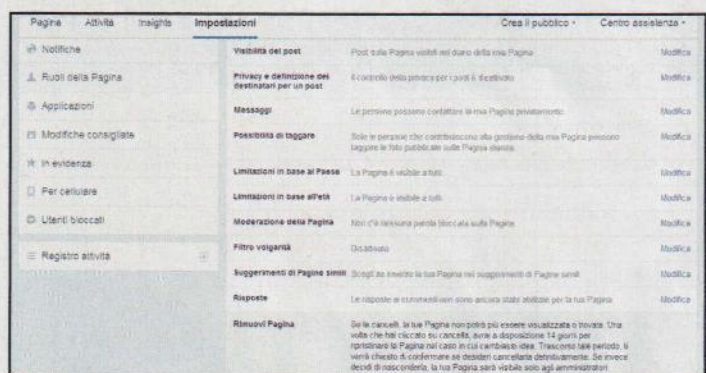 Pagina Attività Insights Impostazioni Crea il pubblico Centro assistenza
Notifiche
Ruoli della Pagina
Applicazioni
Modifiche consigliate
In evidenza
Per cellulare
Utenti bloccati
Registro attività
Visibilità del post Post sulla Pagina visibili nel diario della mia Pagina Modifica
Privacy e definizione dei Il controllo della privacy per i post è disattivato Modifica
destinatari per un post
Messaggi Le persone possono contattare la mia Pagina privatamente. Modifica
Possibilità di taggare Solo le persone che contribuiscono alla gestione della mia Pagina possono Modifica
taggare le foto pubblicate sulla Pagina stessa.
Limitazioni in base al Paese La Pagina è visibile a tutti. Modifica
Limitazioni in base all'età La Pagina è visibile a tutti. Modifica
Moderazione della Pagina Non c'è nessuna parola bloccata sulla Pagina. Modifica
Filtro volgarità Disattivato Modifica
Suggerimenti di Pagine simili Scegli se inserire la tua Pagina nei suggerimenti di Pagine simili Modifica
Risposte Le risposte ai commenti non sono ancora state abilitate per la tua Pagina Modifica
Rimuovi Pagina Se la cancelli, la tua Pagina non potrà più essere visualizzata o trovata. Una
volta che hai cliccato su cancella, avrai a disposizione 14 giorni per
ripristinare la Pagina nel caso in cui cambiassi idea. Trascorso tale periodo, ti
verrà chiesto di confermare se desideri cancellarla definitivamente. Se invece
decidi di nasconderla, la tua Pagina sarà visibile solo agli amministratori